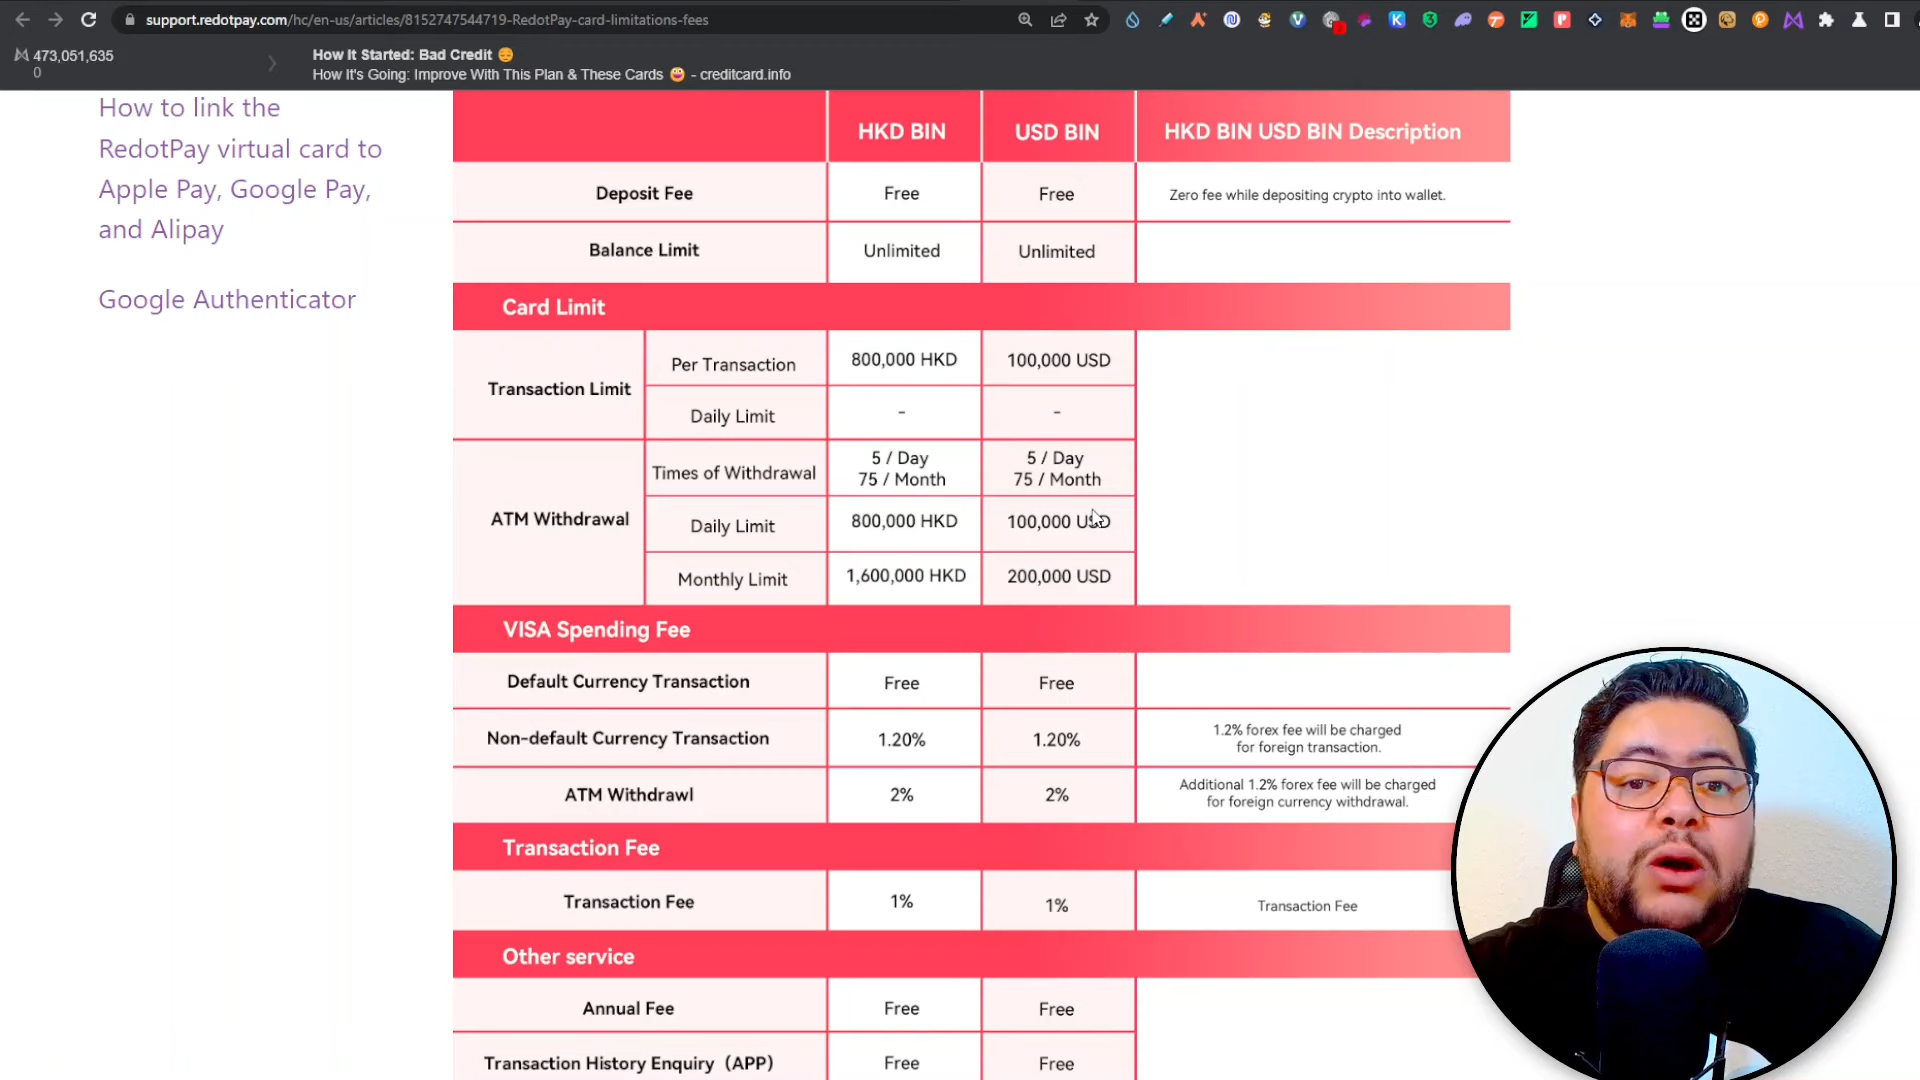 support.redotpay.com/hc/en-us/articles/8152747544719-RedotPay-card-limitations-fees
473,051,635
0
How It Started: Bad Credit 😔
How It's Going: Improve With This Plan & These Cards 😀 - creditcard.info
How to link the
RedotPay virtual card to
Apple Pay, Google Pay,
and Alipay
Google Authenticator
HKD BIN USD BIN HKD BIN USD BIN Description
Deposit Fee Free Free Zero fee while depositing crypto into wallet.
Balance Limit Unlimited Unlimited
Card Limit
Transaction Limit
Per Transaction 800,000 HKD 100,000 USD
Daily Limit - -
ATM Withdrawal
Times of Withdrawal
5 / Day
75 / Month
5 / Day
75 / Month
Daily Limit 800,000 HKD 100,000 USD
Monthly Limit 1,600,000 HKD 200,000 USD
VISA Spending Fee
Default Currency Transaction Free Free
Non-default Currency Transaction 1.20% 1.20%
1.2% forex fee will be charged
for foreign transaction.
ATM Withdrawl 2% 2%
Additional 1.2% forex fee will be charged
for foreign currency withdrawal.
Transaction Fee
Transaction Fee 1% 1% Transaction Fee
Other service
Annual Fee Free Free
Transaction History Enquiry (APP) Free Free